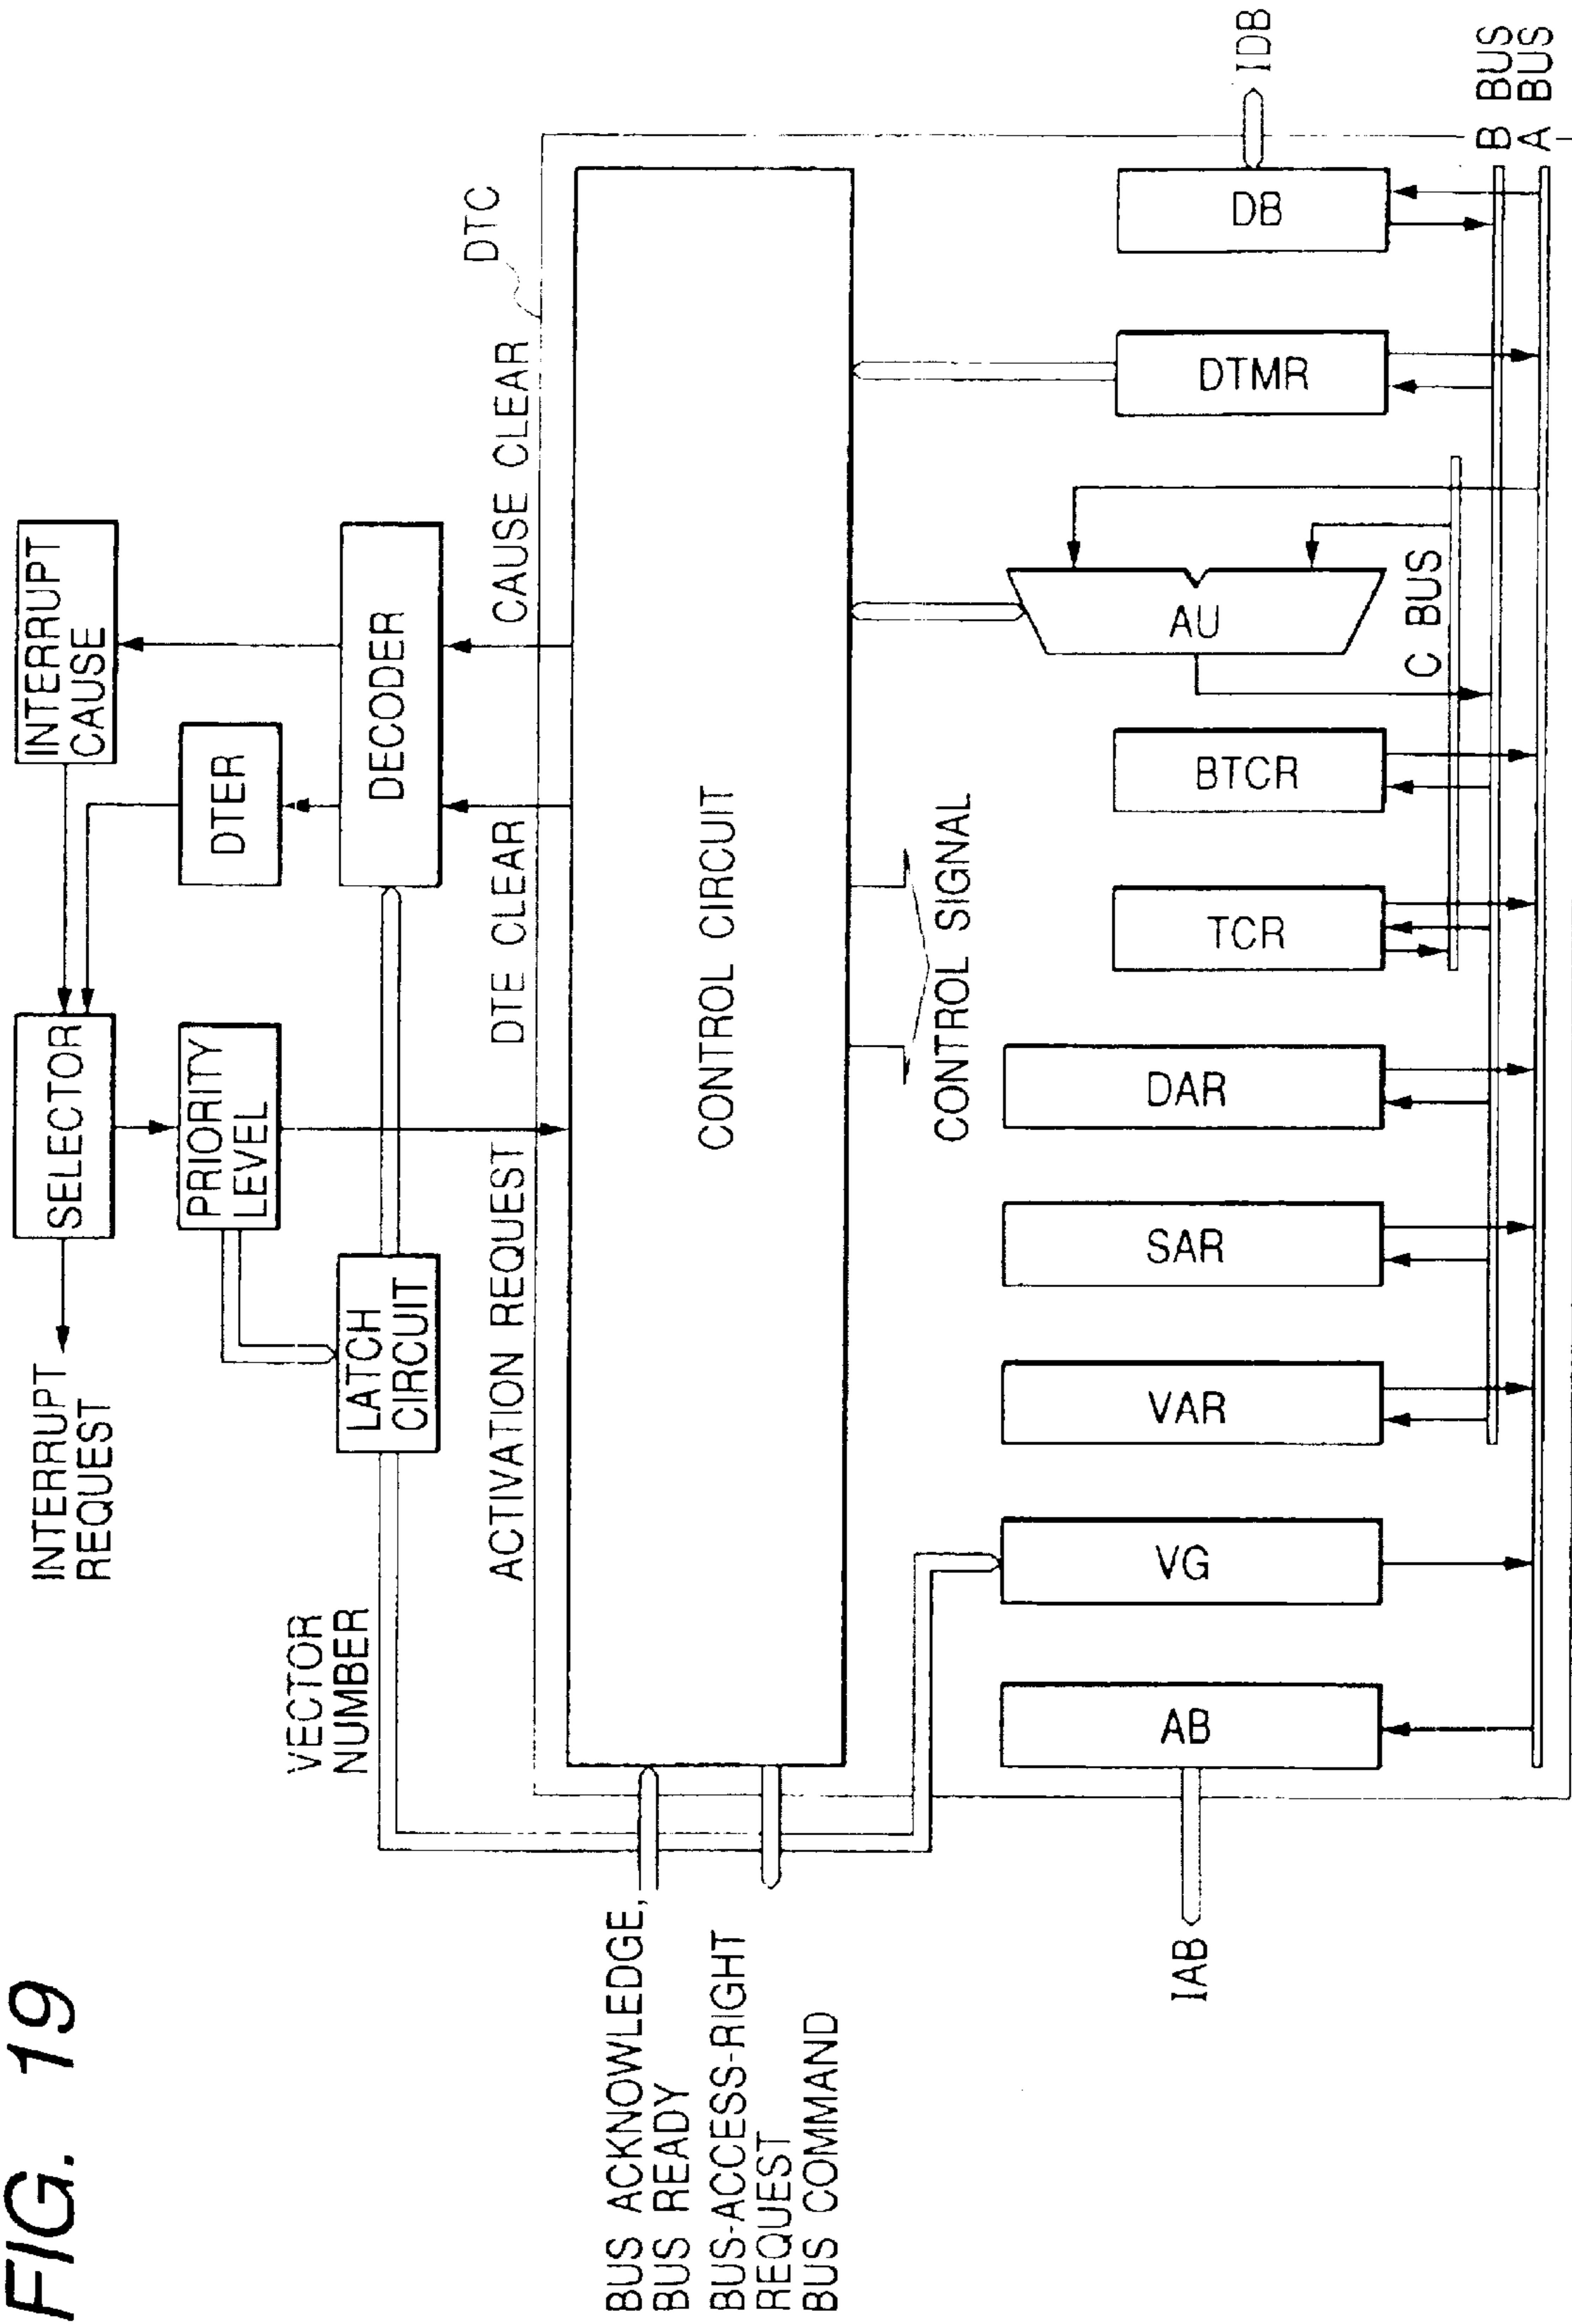 FIG. 19
INTERRUPT
REQUEST
SELECTOR
INTERRUPT
CAUSE
PRIORITY
LEVEL
DTER
VECTOR
NUMBER
LATCH
CIRCUIT
DECODER
ACTIVATION REQUEST
DTE CLEAR
CAUSE CLEAR
DTC
BUS ACKNOWLEDGE,
BUS READY
BUS-ACCESS-RIGHT
REQUEST
BUS COMMAND
CONTROL CIRCUIT
CONTROL SIGNAL
IAB
AB
VG
VAR
SAR
DAR
TCR
BTCR
AU
DTMR
DB
IDB
C BUS
B BUS
A BUS